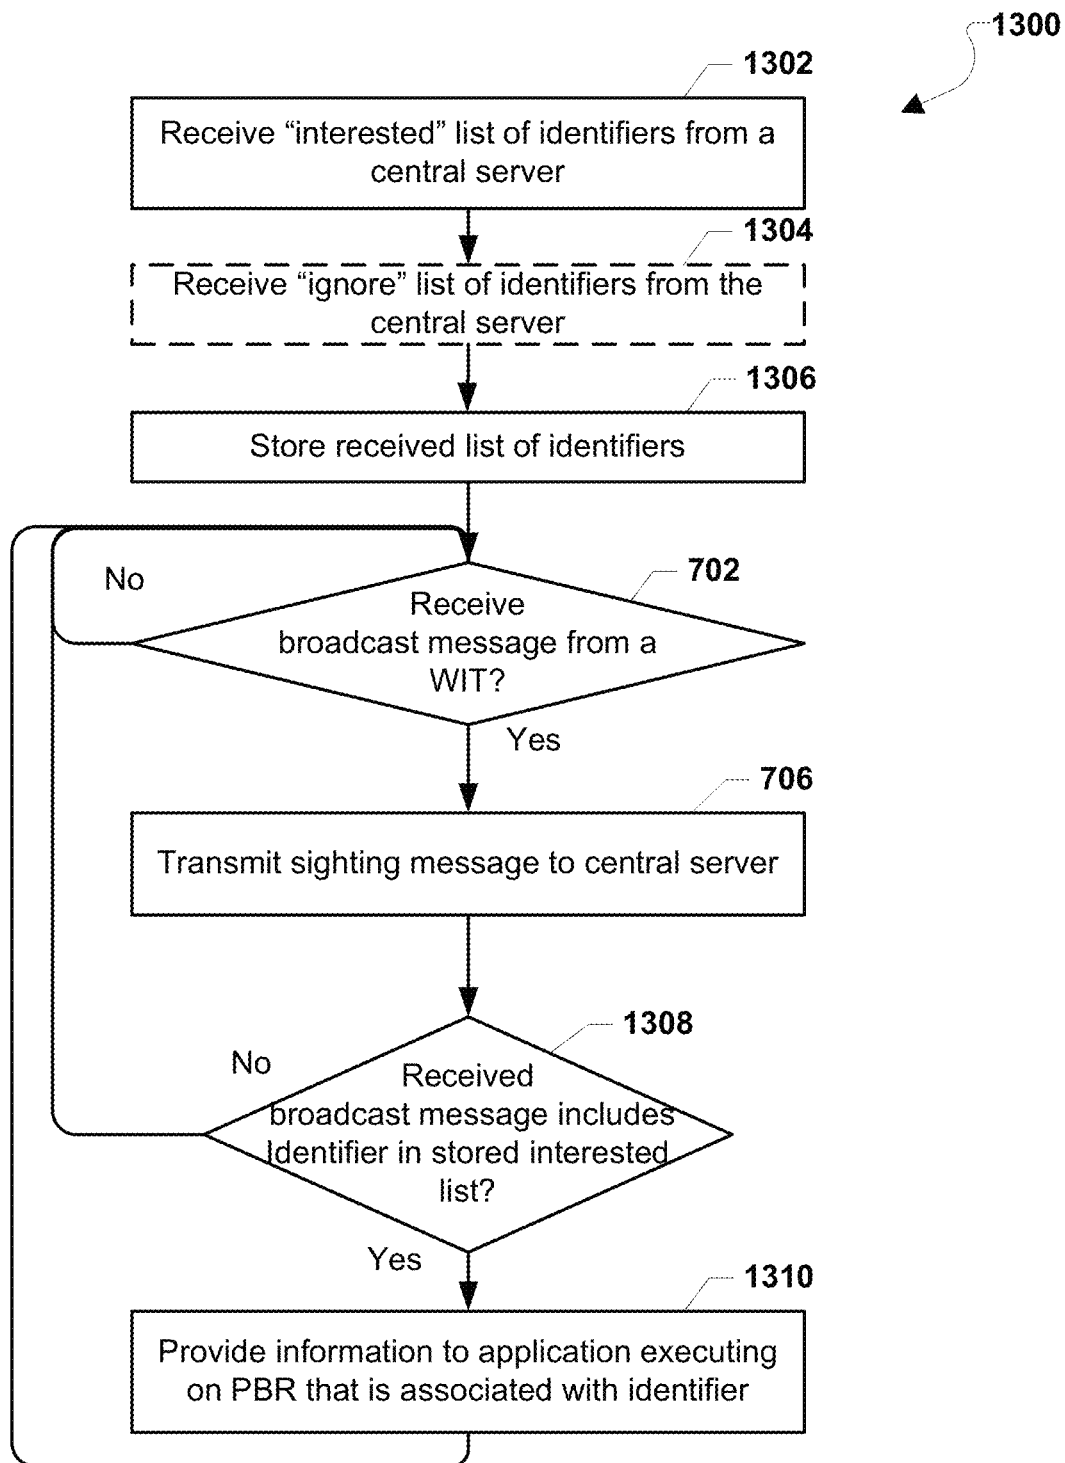 1300
1302
Receive “interested” list of identifiers from a
central server
1304
Receive “ignore” list of identifiers from the
central server
1306
Store received list of identifiers
No
702
Receive
broadcast message from a
WIT?
Yes
706
Transmit sighting message to central server
1308
No
Received
broadcast message includes
Identifier in stored interested
list?
Yes
1310
Provide information to application executing
on PBR that is associated with identifier